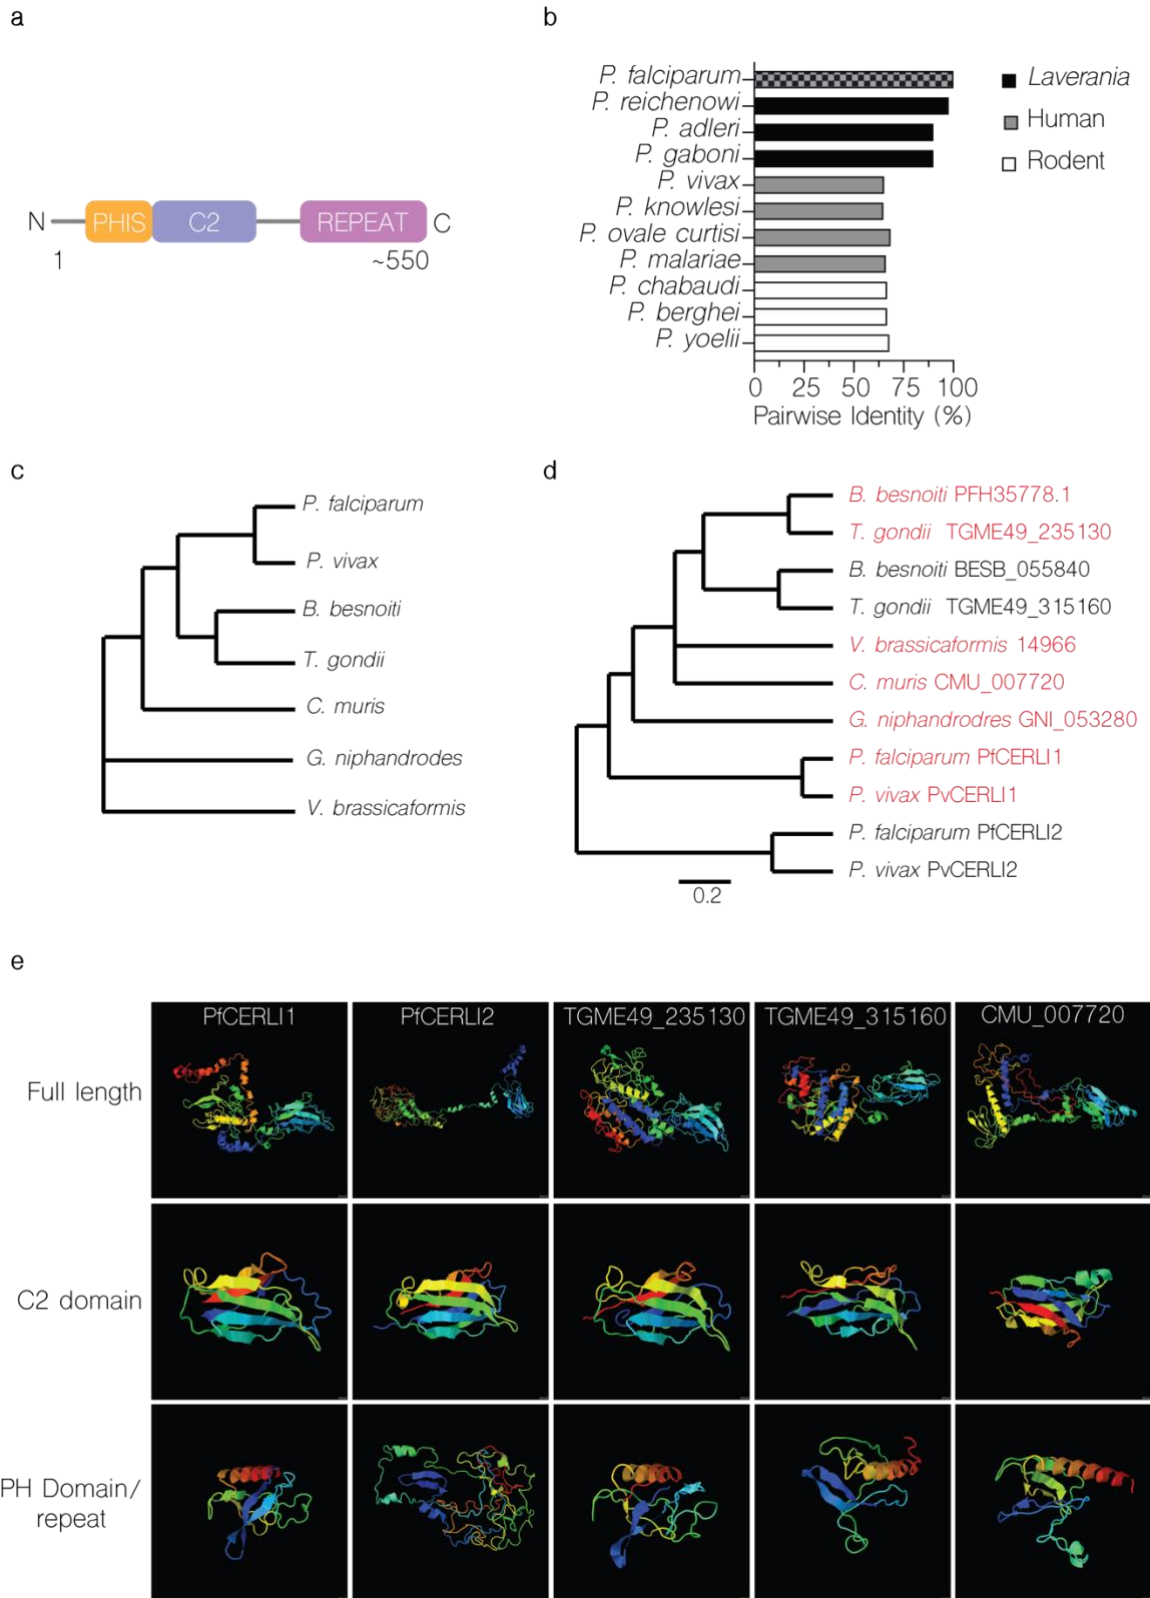 a
N
PHIS
C2
REPEAT
C
1
~550
b
P. falciparum
P. reichenowi
P. adleri
P. gaboni
P. vivax
P. knowlesi
P. ovale curtisi
P. malariae
P. chabaudi
P. berghei
P. yoelii
0 25 50 75 100
Pairwise Identity (%)
Laverania
Human
Rodent
c
P. falciparum
P. vivax
B. besnoiti
T. gondii
C. muris
G. niphandrodes
V. brassicaformis
d
B. besnoiti PFH35778.1
T. gondii TGME49_235130
B. besnoiti BESB_055840
T. gondii TGME49_315160
V. brassicaformis 14966
C. muris CMU_007720
G. niphandrodres GNI_053280
P. falciparum PfCERLI1
P. vivax PvCERLI1
P. falciparum PfCERLI2
P. vivax PvCERLI2
0.2
e
PfCERLI1
PfCERLI2
TGME49_235130
TGME49_315160
CMU_007720
Full length
C2 domain
PH Domain/
repeat